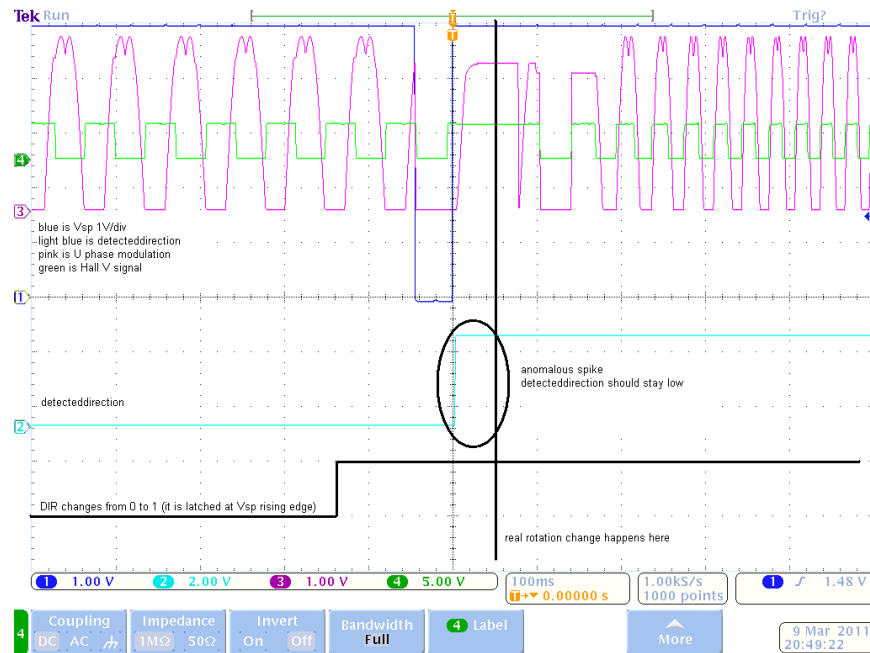 Tek Run Trig?
[ T ]
T
4
3
blue is Vsp 1V/div
light blue is detecteddirection
pink is U phase modulation
green is Hall V signal
1
anomalous spike
detecteddirection should stay low
detecteddirection
2
DIR changes from 0 to 1 (it is latched at Vsp rising edge)
real rotation change happens here
1 1.00 V 2 2.00 V 3 1.00 V 4 5.00 V
100ms
T→▼ 0.00000 s
1.00kS/s
1000 points
1 1.48 V
4
Coupling
DC AC
Impedance
1MΩ 50Ω
Invert
On Off
Bandwidth
Full
4 Label
More
9 Mar 2011
20:49:22